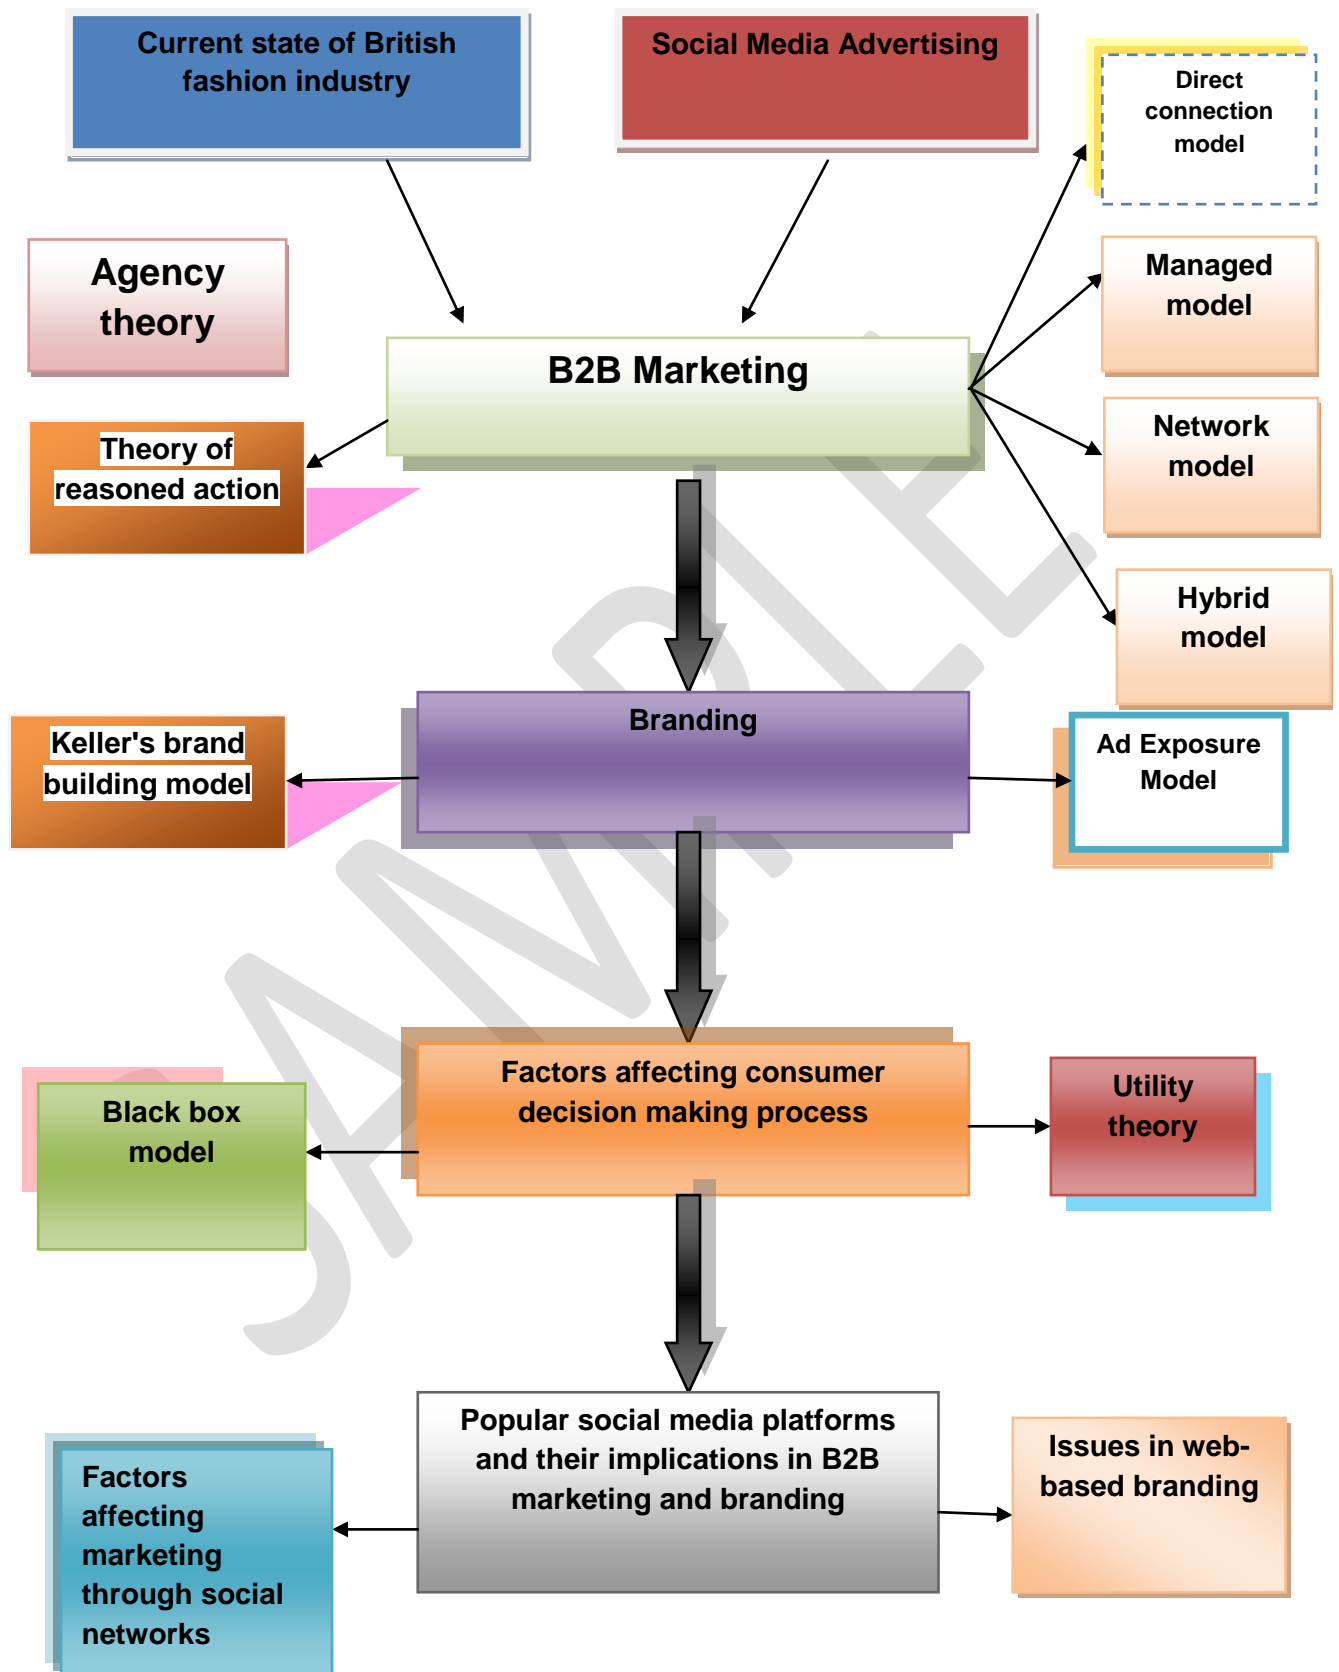 Current state of British
fashion industry
Social Media Advertising
Direct
connection
model
Agency
theory
Managed
model
B2B Marketing
Theory of
reasoned action
Network
model
Hybrid
model
Branding
Keller's brand
building model
Ad Exposure
Model
Factors affecting consumer
decision making process
Black box
model
Utility
theory
Popular social media platforms
and their implications in B2B
marketing and branding
Factors
affecting
marketing
through social
networks
Issues in web-
based branding
SAMPLE